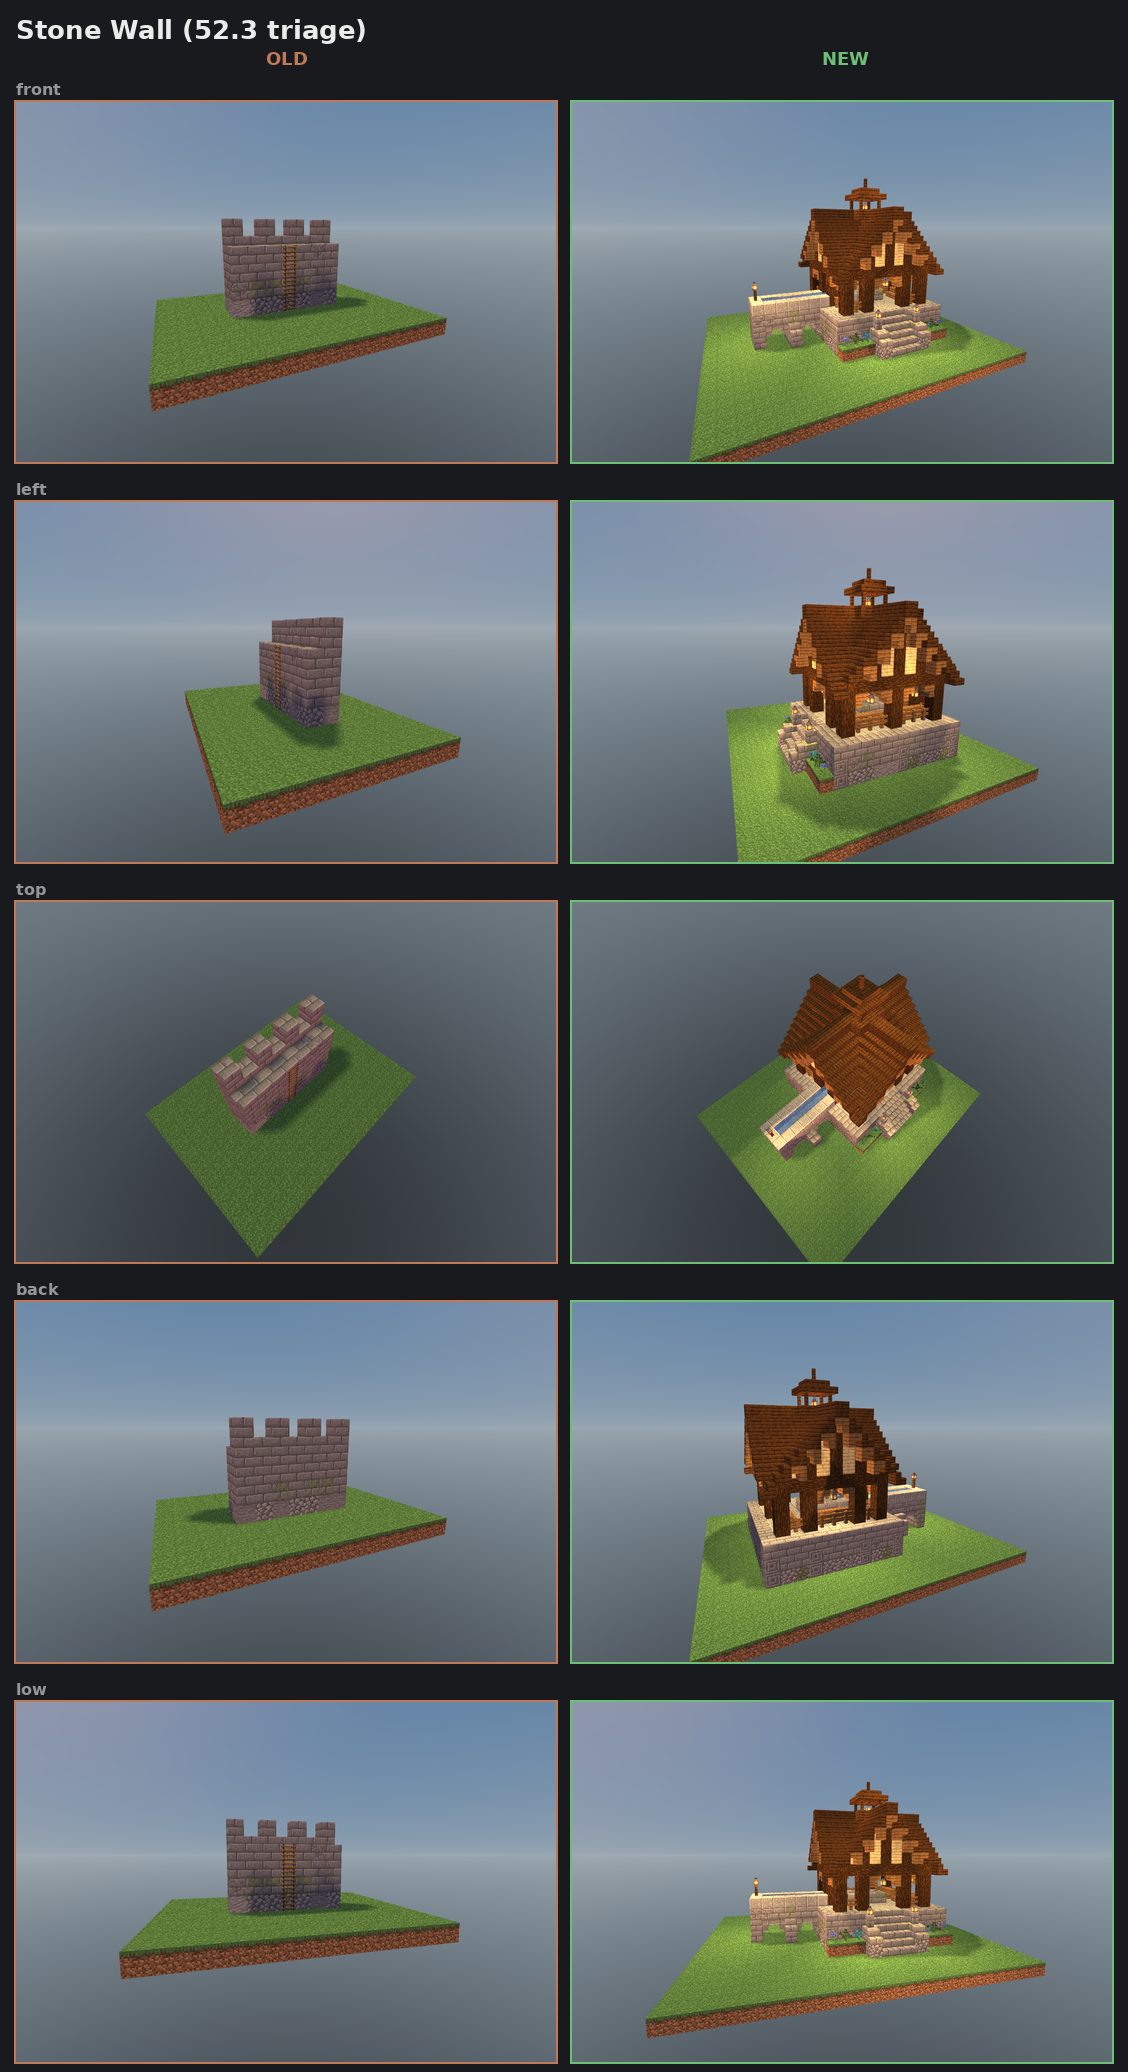 Stone Wall (52.3 triage)
OLD
NEW
front
left
top
back
low